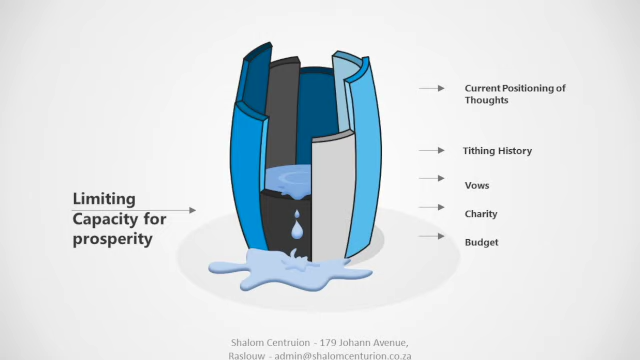 Current Positioning of
Thoughts
Tithing History
Vows
Limiting
Capacity for
prosperity
Charity
Budget
Shalom Centruion - 179 Johann Avenue,
Raslouw - admin@shalomcenturion.co.za